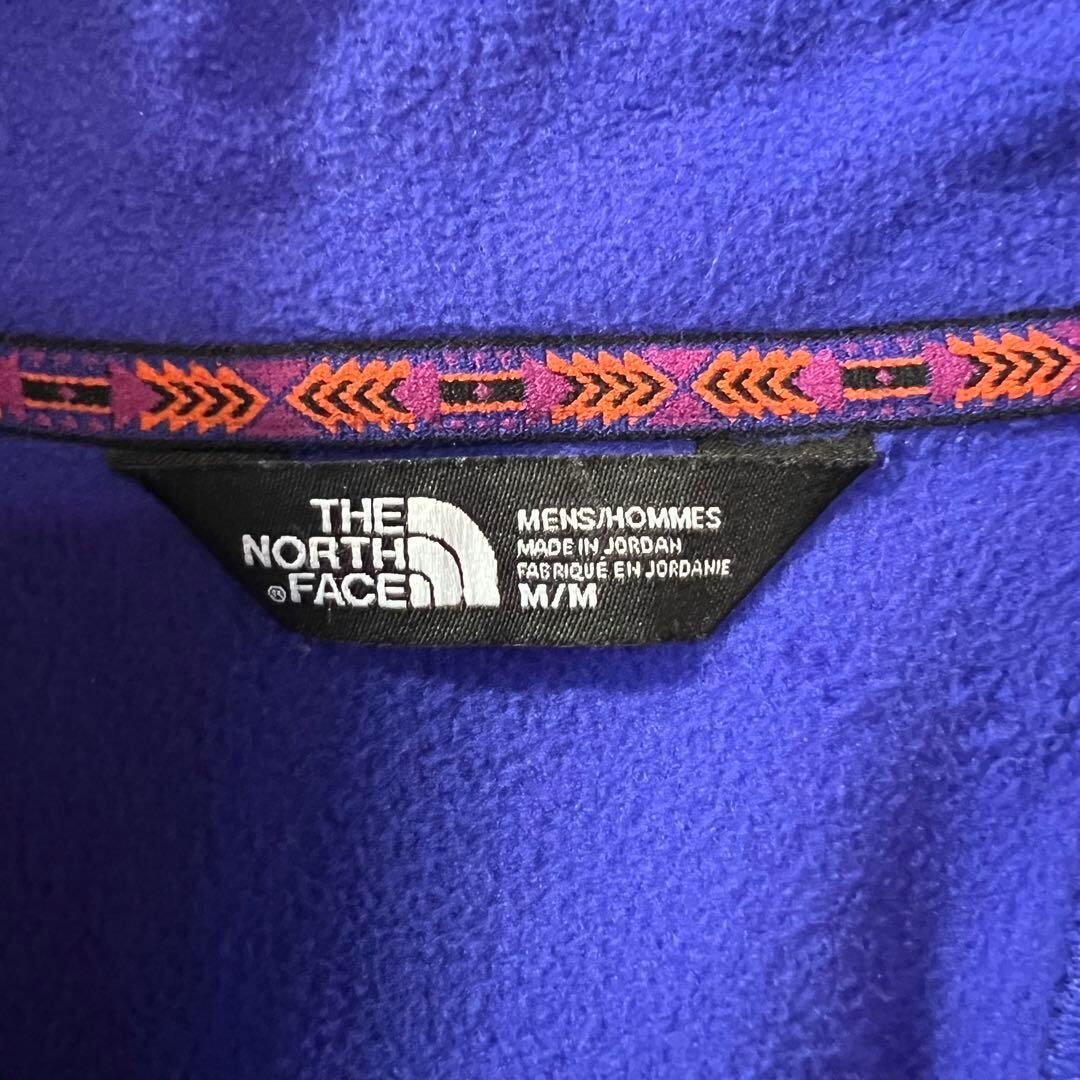 THE
NORTH
®FACE
MENS/HOMMES
MADE IN JORDAN
FABRIQUÉ EN JORDANIE
M/M